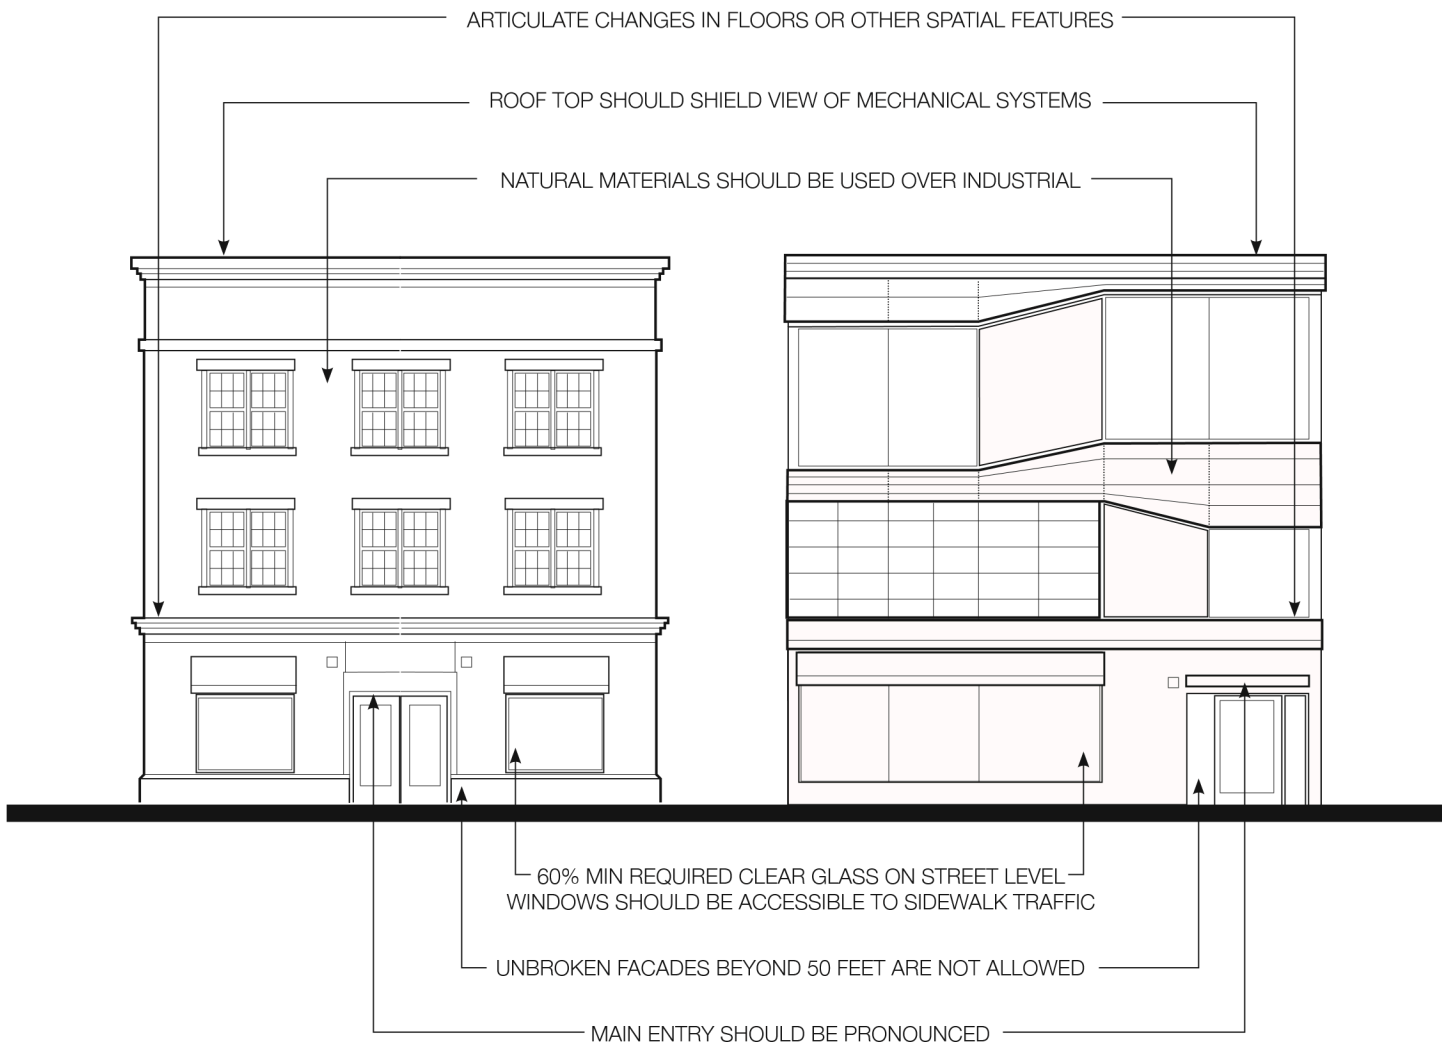 ARTICULATE CHANGES IN FLOORS OR OTHER SPATIAL FEATURES
ROOF TOP SHOULD SHIELD VIEW OF MECHANICAL SYSTEMS
NATURAL MATERIALS SHOULD BE USED OVER INDUSTRIAL
60% MIN REQUIRED CLEAR GLASS ON STREET LEVEL
WINDOWS SHOULD BE ACCESSIBLE TO SIDEWALK TRAFFIC
UNBROKEN FACADES BEYOND 50 FEET ARE NOT ALLOWED
MAIN ENTRY SHOULD BE PRONOUNCED